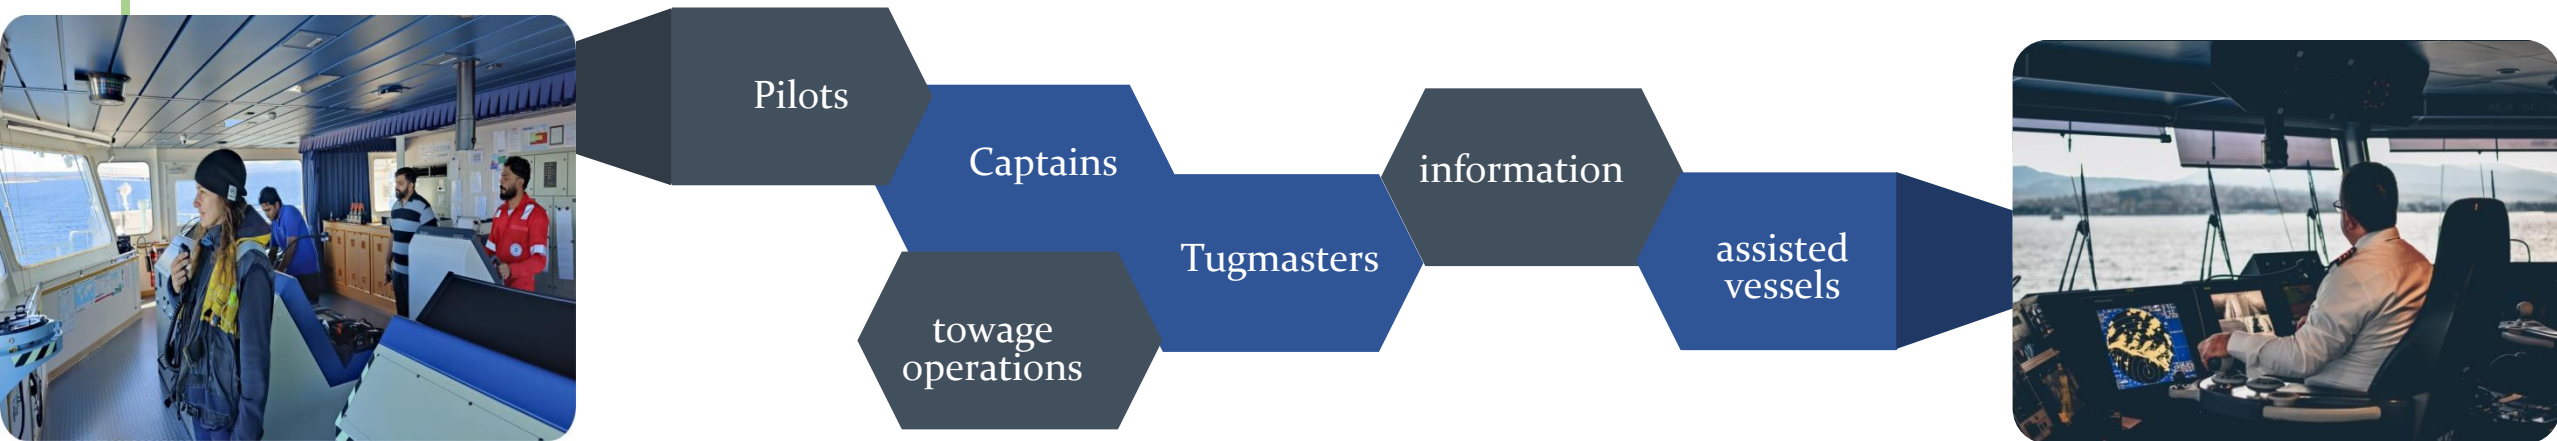 Pilots
Captains
Tugmasters
towage
operations
information
assisted
vessels